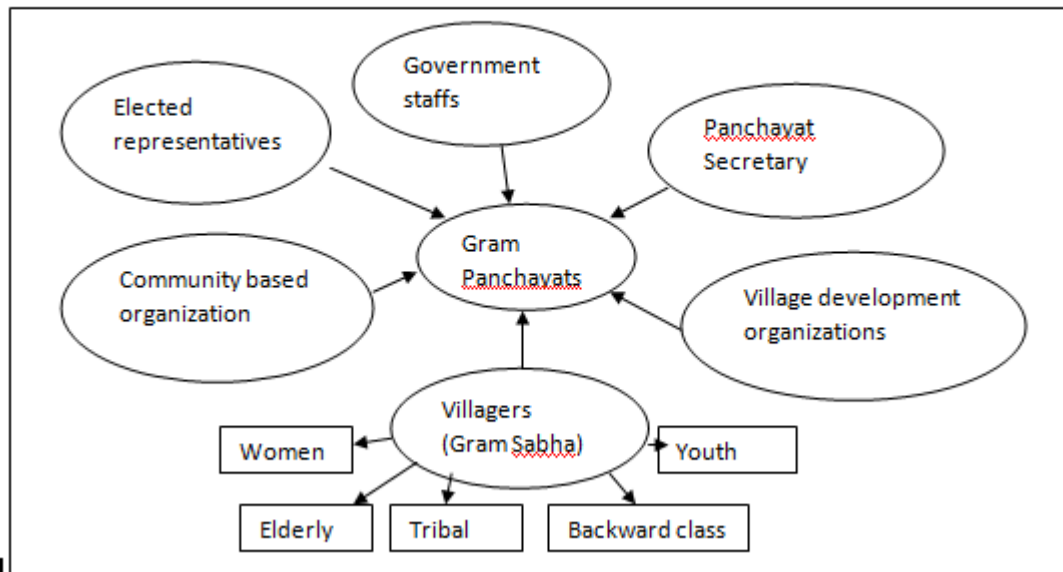 Government
staffs
Elected
representatives
Panchayat
Secretary
Gram
Panchayats
Community based
organization
Village development
organizations
Villagers
(Gram Sabha)
Women
Youth
Elderly
Tribal
Backward class